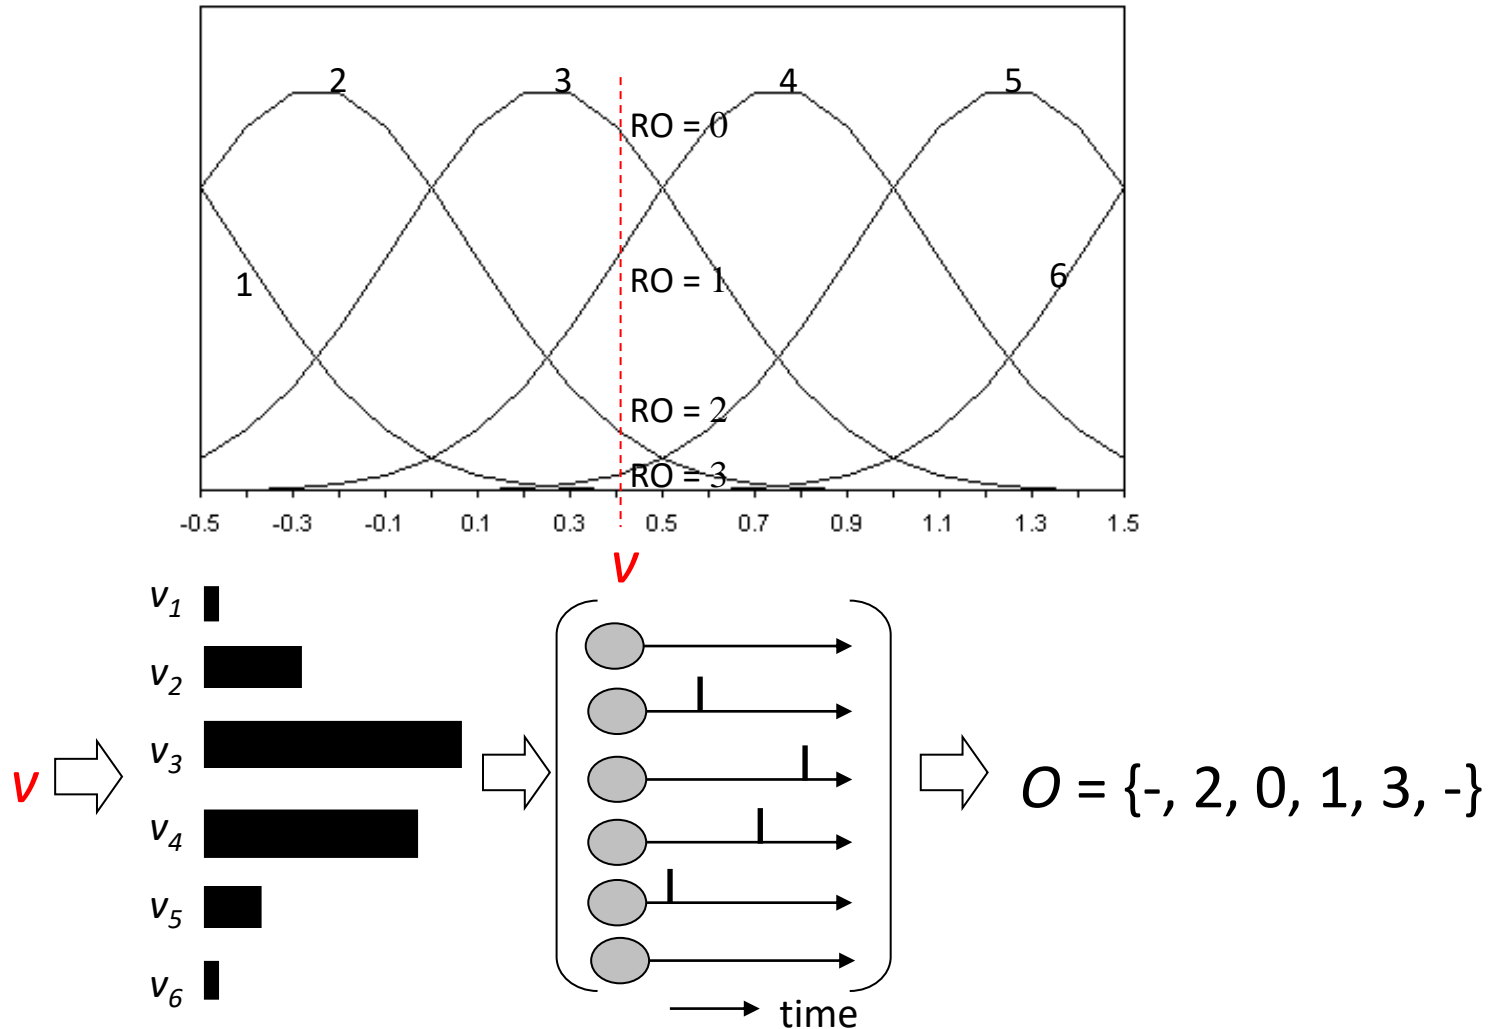 2 3 4 5
RO = 0
1 RO = 1 6
RO = 2
RO = 3
-0.5 -0.3 -0.1 0.1 0.3 0.5 0.7 0.9 1.1 1.3 1.5
v
v1
v2
v3
v4
v5
v6
v
O = {-, 2, 0, 1, 3, -}
time